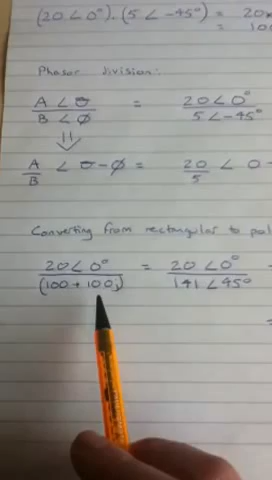 (20 ∠ 0°) . (5 ∠ -45°) = 20
= 10
Phasor division:
A ∠ σ = 20 ∠ 0°
B ∠ ø 5 ∠ -45°
||
A ∠ σ - ø = 20 ∠ 0 -
B 5
Converting from rectangular to pol
20 ∠ 0° = 20 ∠ 0°
(100 + 100j) 141 ∠ 45°
=